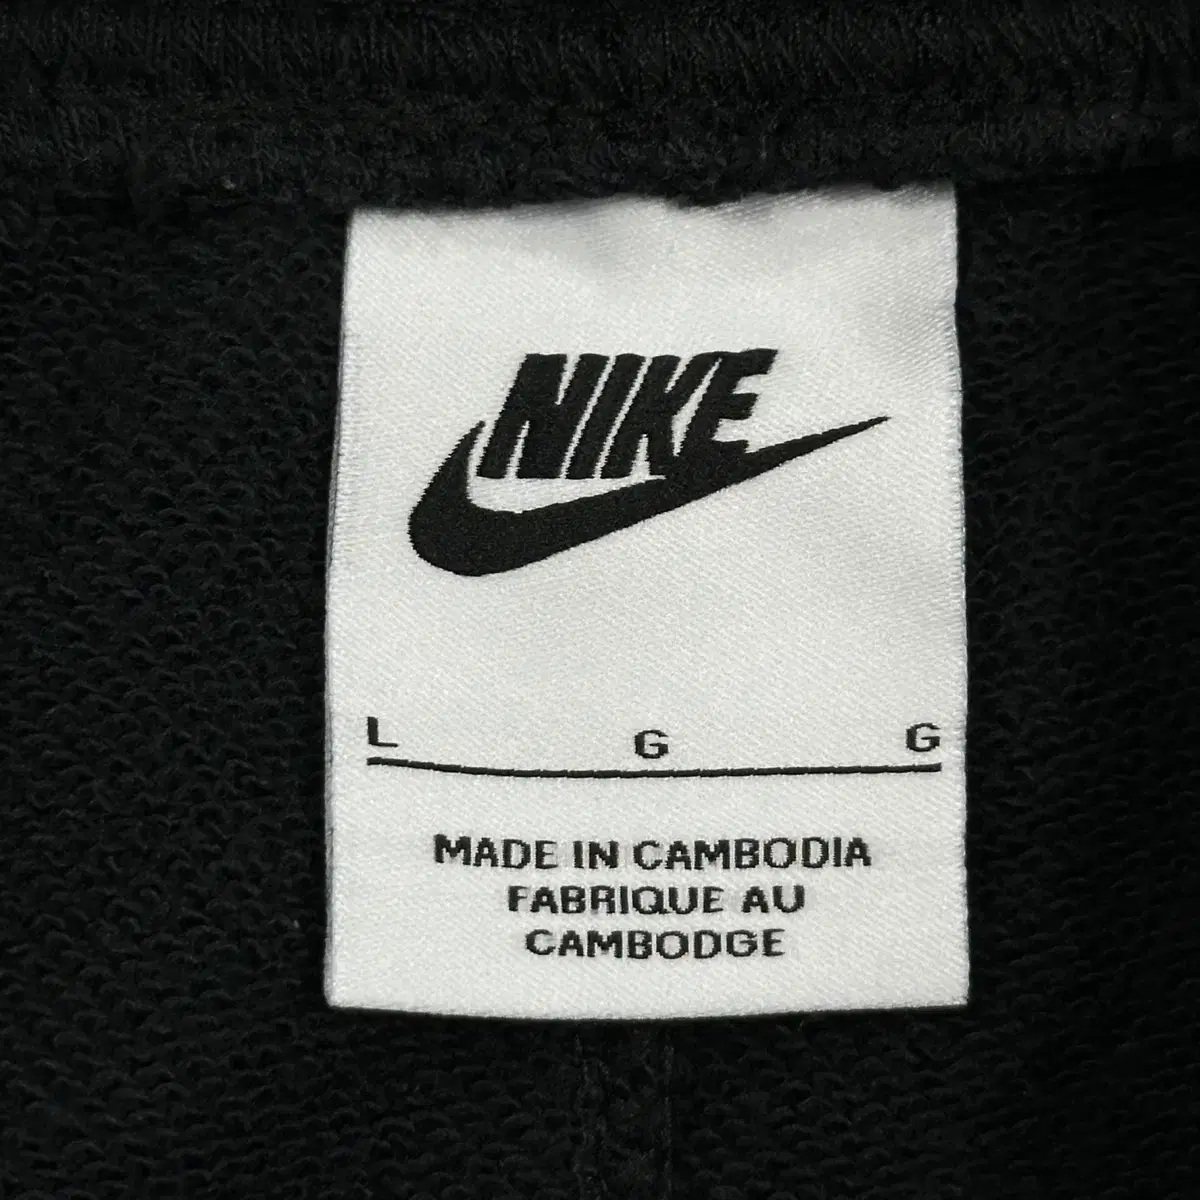 NIKE
L G G
MADE IN CAMBODIA
FABRIQUE AU
CAMBODGE